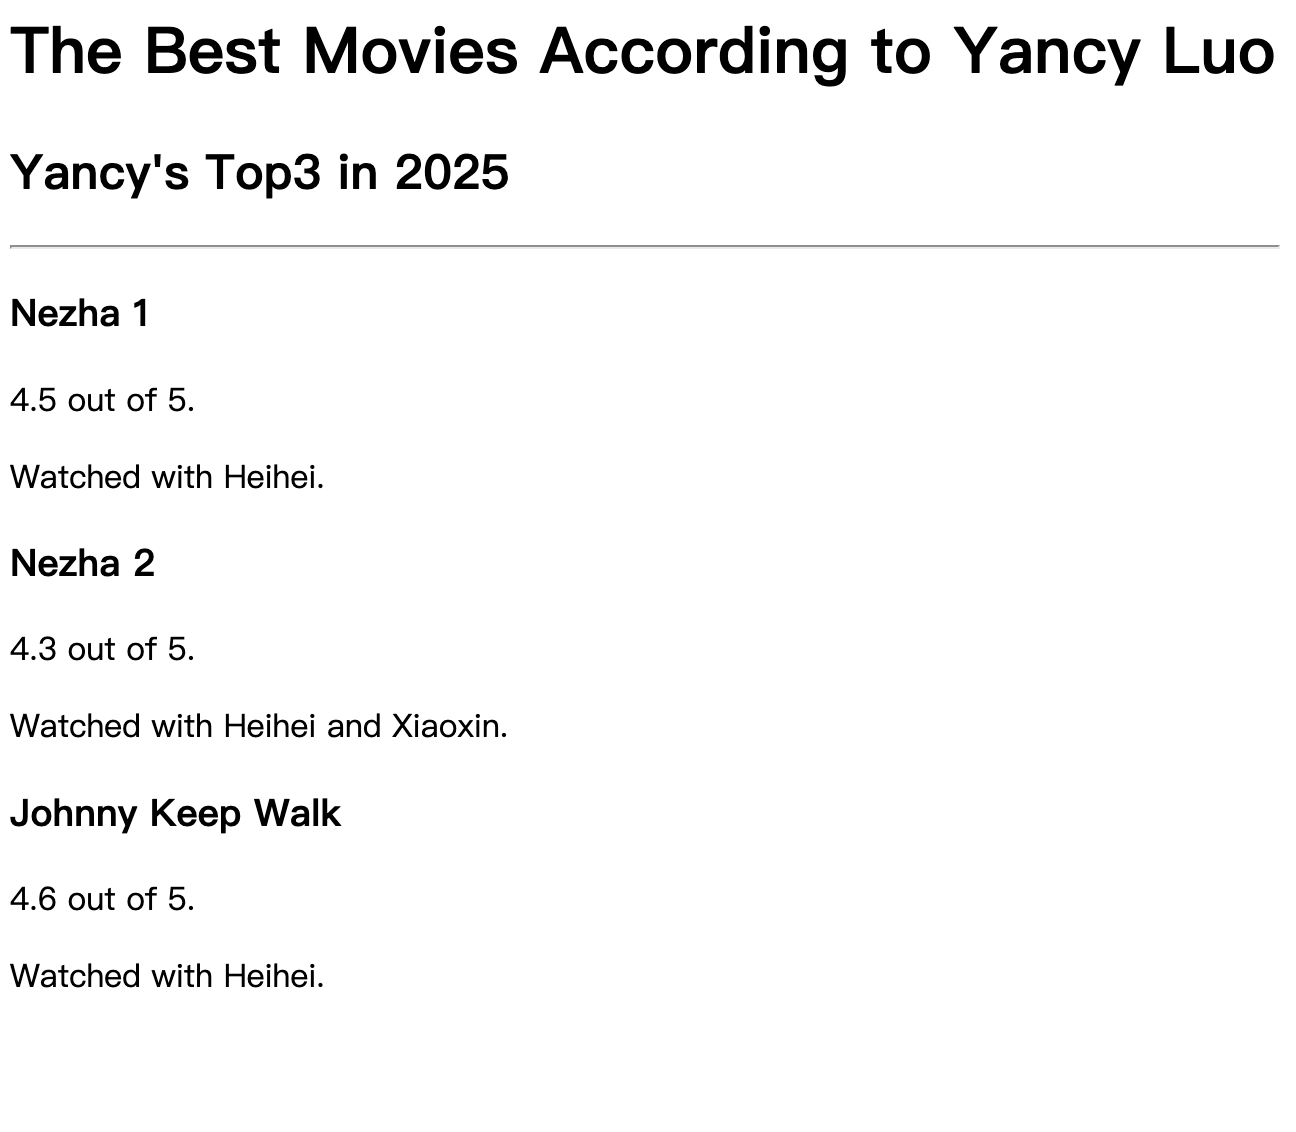 The Best Movies According to Yancy Luo
Yancy's Top3 in 2025
Nezha 1
4.5 out of 5.
Watched with Heihei.
Nezha 2
4.3 out of 5.
Watched with Heihei and Xiaoxin.
Johnny Keep Walk
4.6 out of 5.
Watched with Heihei.